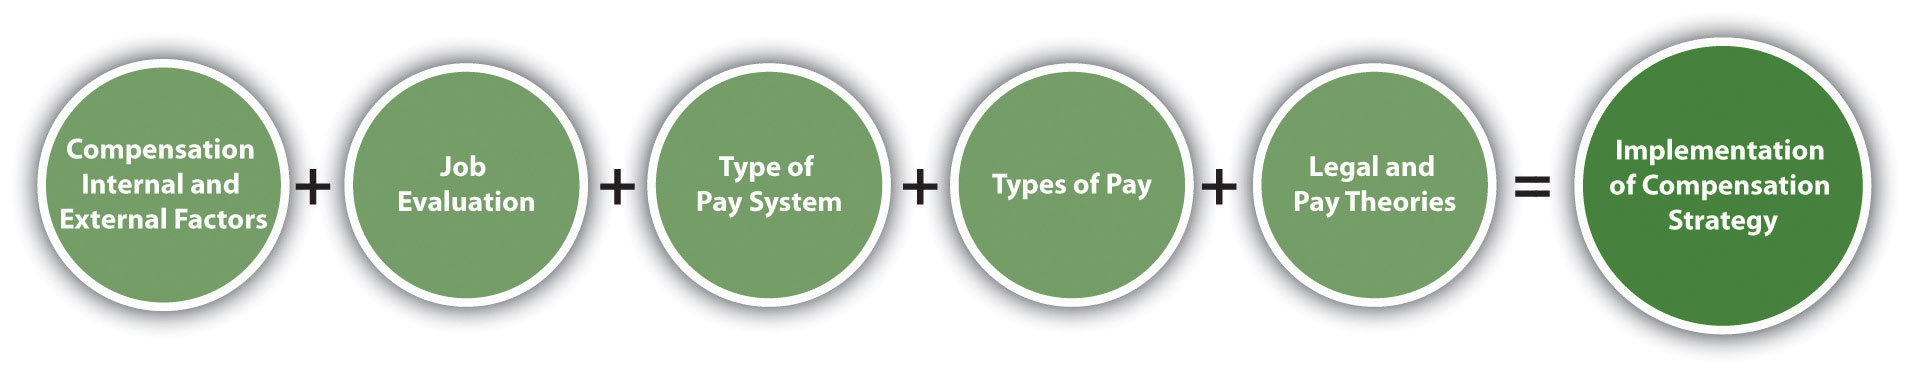 Compensation
Internal and
External Factors
+
Job
Evaluation
+
Type of
Pay System
+
Types of Pay
+
Legal and
Pay Theories
=
Implementation
of Compensation
Strategy